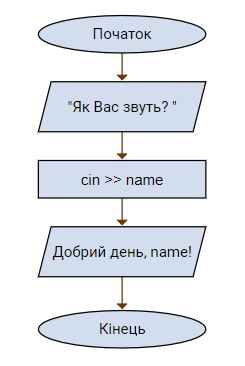 Початок
"Як Вас звуть? "
cin >> name
Добрий день, name!
Кінець